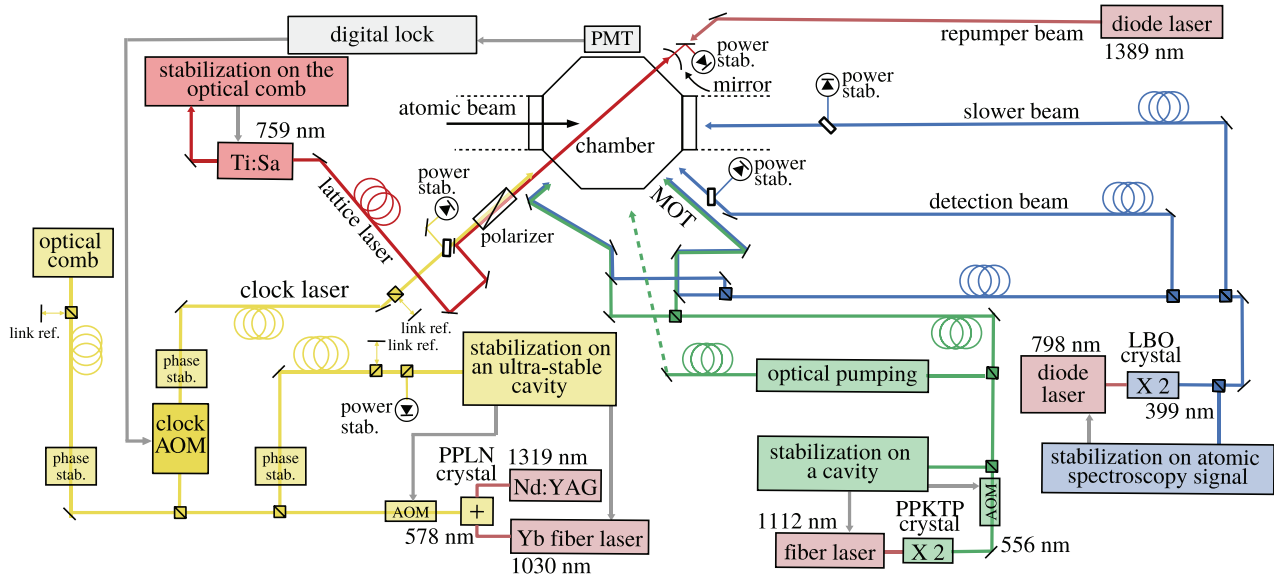 digital lock
PMT
power
stab.
mirror
repumper beam
diode laser
1389 nm
stabilization on the
optical comb
759 nm
Ti:Sa
lattice laser
atomic beam
chamber
power
stab.
slower beam
power
stab.
polarizer
power
stab.
MOT
detection beam
optical
comb
link ref.
clock laser
link ref.
link ref.
phase
stab.
clock
AOM
phase
stab.
phase
stab.
power
stab.
stabilization on
an ultra-stable
cavity
PPLN
crystal
1319 nm
Nd:YAG
AOM
+
578 nm
Yb fiber laser
1030 nm
optical pumping
stabilization on
a cavity
AOM
1112 nm
PPKTP
crystal
fiber laser
X 2
556 nm
798 nm
LBO
crystal
diode
laser
X 2
399 nm
stabilization on atomic
spectroscopy signal